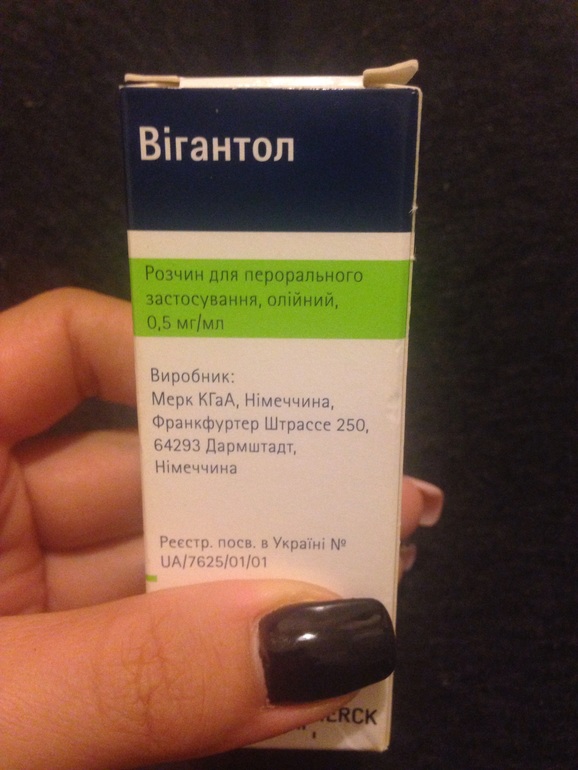 Вігантол
Розчин для перорального
застосування, олійний,
0,5 мг/мл
Виробник:
Мерк КГаА, Німеччина,
Франкфуртер Штрассе 250,
64293 Дармштадт,
Німеччина
Реєстр. посв. в Україні №
UA/7625/01/01
ERCK